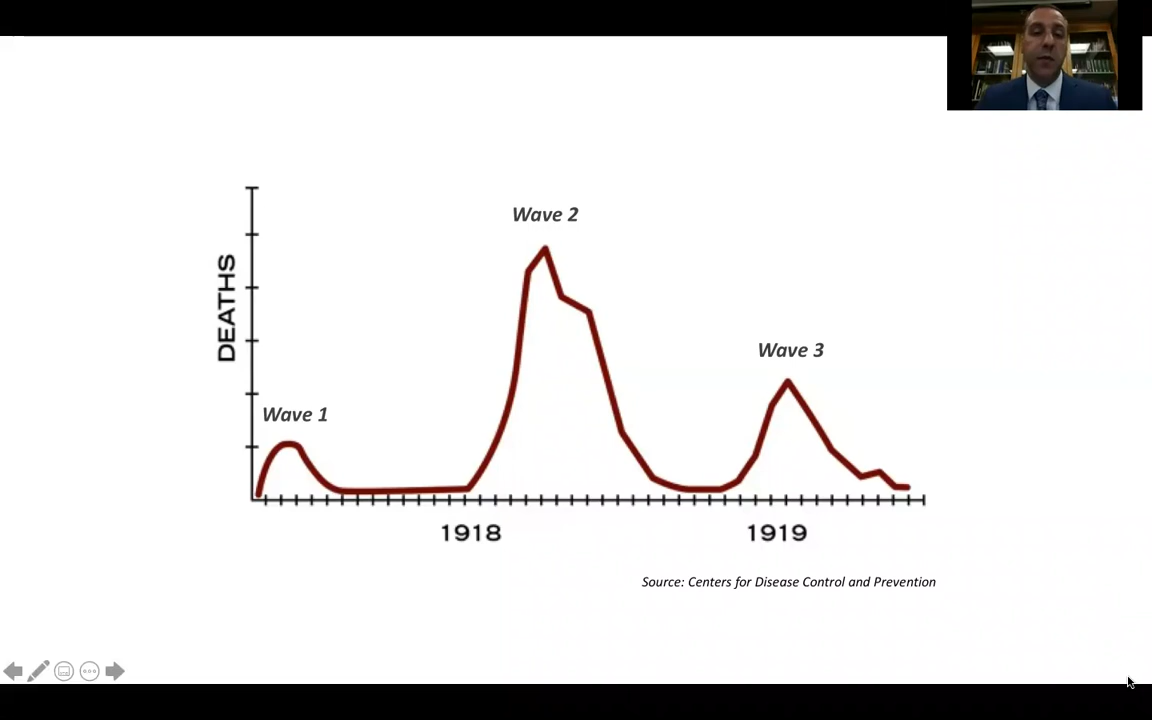 Wave 2
DEATHS
Wave 3
Wave 1
1918
1919
Source: Centers for Disease Control and Prevention